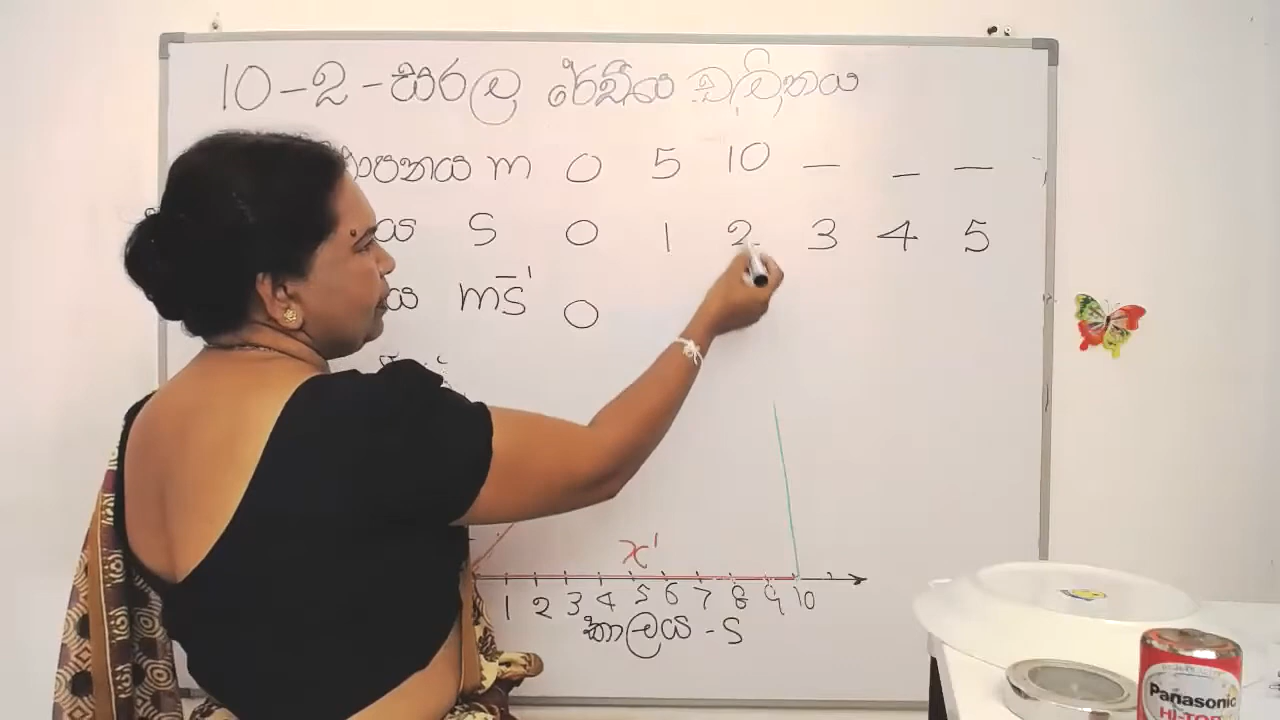 10 - 2 - සරල රේඛීය චලිතය
m 0 5 10 — — —
S 0 1 2 3 4 5
ms⁻¹ 0
x'
1 2 3 4 5 6 7 8 9 10
කාලය - S
Panasonic